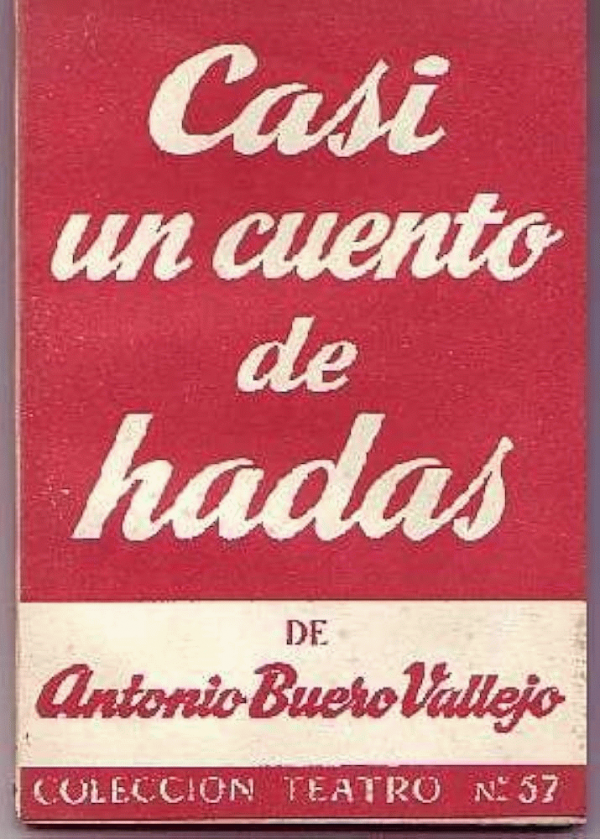 Casi
un cuento
de
hadas
DE
Antonio Buero Vallejo
COLECCION TEATRO Nº 57